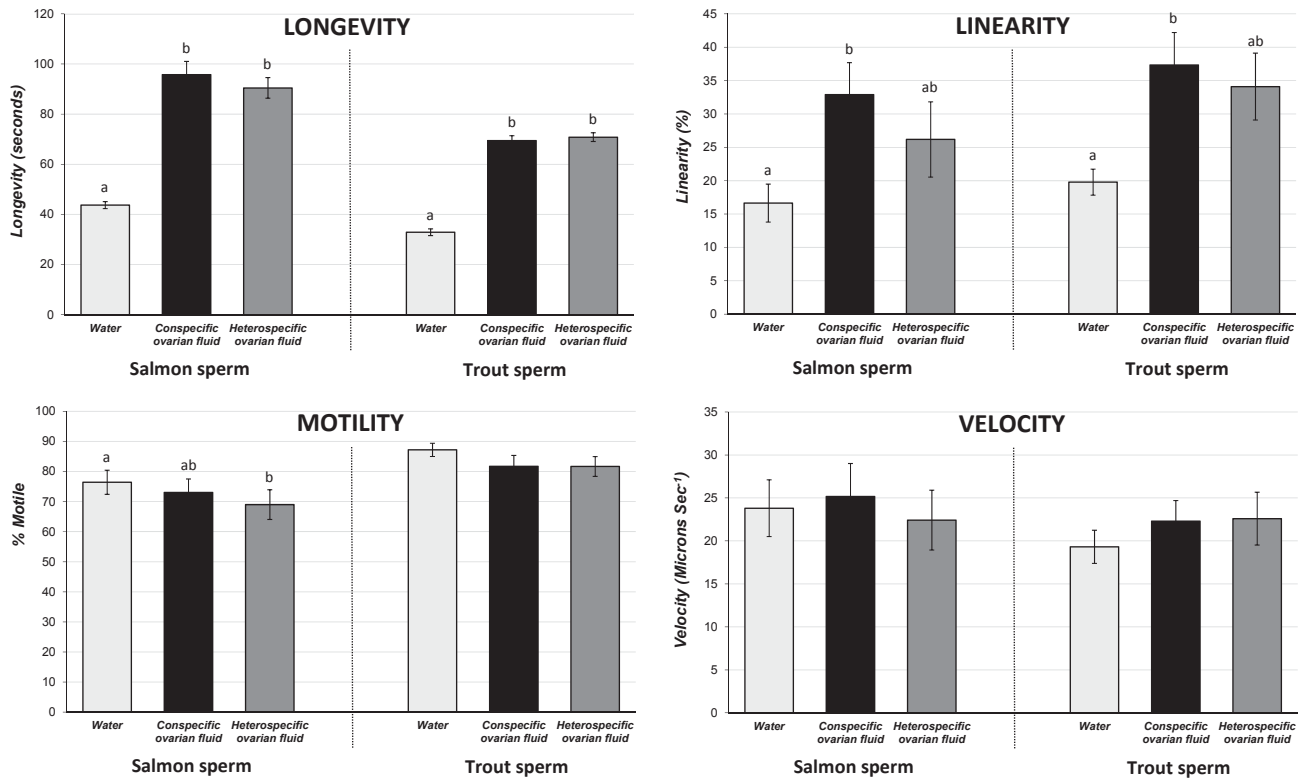 LONGEVITY
Longevity (seconds)
120
100
80
60
40
20
0
a
b
b
a
b
b
Water
Conspecific
ovarian fluid
Heterospecific
ovarian fluid
Water
Conspecific
ovarian fluid
Heterospecific
ovarian fluid
Salmon sperm
Trout sperm
LINEARITY
Linearity (%)
45
40
35
30
25
20
15
10
5
0
a
b
ab
a
b
ab
Water
Conspecific
ovarian fluid
Heterospecific
ovarian fluid
Water
Conspecific
ovarian fluid
Heterospecific
ovarian fluid
Salmon sperm
Trout sperm
MOTILITY
% Motile
100
90
80
70
60
50
40
30
20
10
0
a
ab
b
Water
Conspecific
ovarian fluid
Heterospecific
ovarian fluid
Water
Conspecific
ovarian fluid
Heterospecific
ovarian fluid
Salmon sperm
Trout sperm
VELOCITY
Velocity (Microns Sec⁻¹)
35
30
25
20
15
10
5
0
Water
Conspecific
ovarian fluid
Heterospecific
ovarian fluid
Water
Conspecific
ovarian fluid
Heterospecific
ovarian fluid
Salmon sperm
Trout sperm